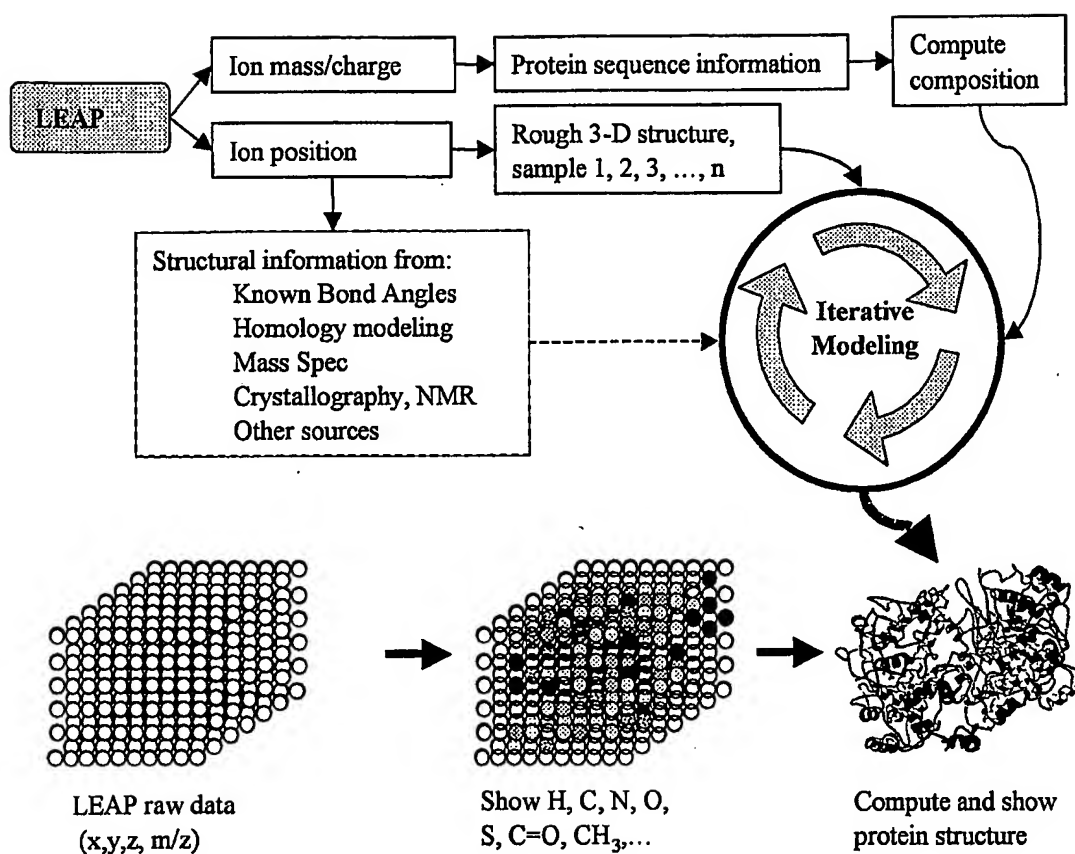 LEAP
Ion mass/charge
Protein sequence information
Compute
composition
Ion position
Rough 3-D structure,
sample 1, 2, 3, …, n
Structural information from:
Known Bond Angles
Homology modeling
Mass Spec
Crystallography, NMR
Other sources
Iterative
Modeling
LEAP raw data
(x,y,z, m/z)
Show H, C, N, O,
S, C=O, CH₃,…
Compute and show
protein structure